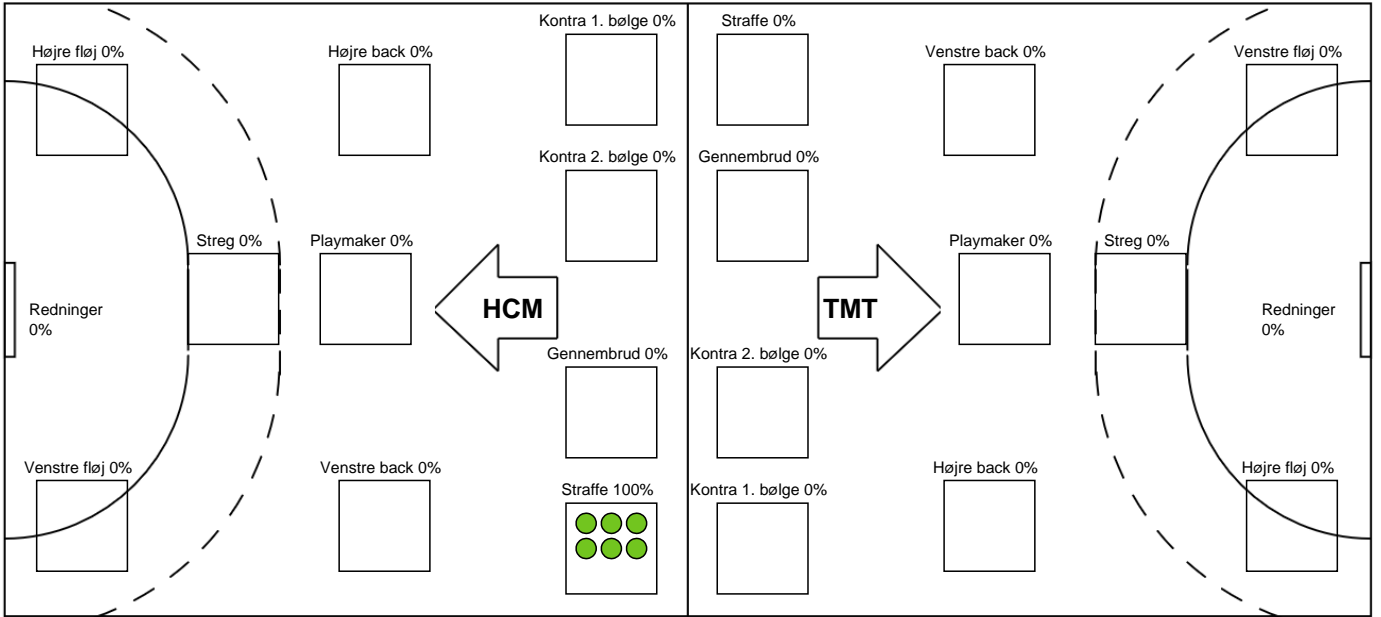 Kontra 1. bølge 0%
Straffe 0%
Højre fløj 0%
Højre back 0%
Venstre back 0%
Venstre fløj 0%
Kontra 2. bølge 0%
Gennembrud 0%
Streg 0%
Playmaker 0%
Playmaker 0%
Streg 0%
Redninger
0%
HCM
TMT
Redninger
0%
Gennembrud 0%
Kontra 2. bølge 0%
Venstre fløj 0%
Venstre back 0%
Højre back 0%
Højre fløj 0%
Straffe 100%
Kontra 1. bølge 0%